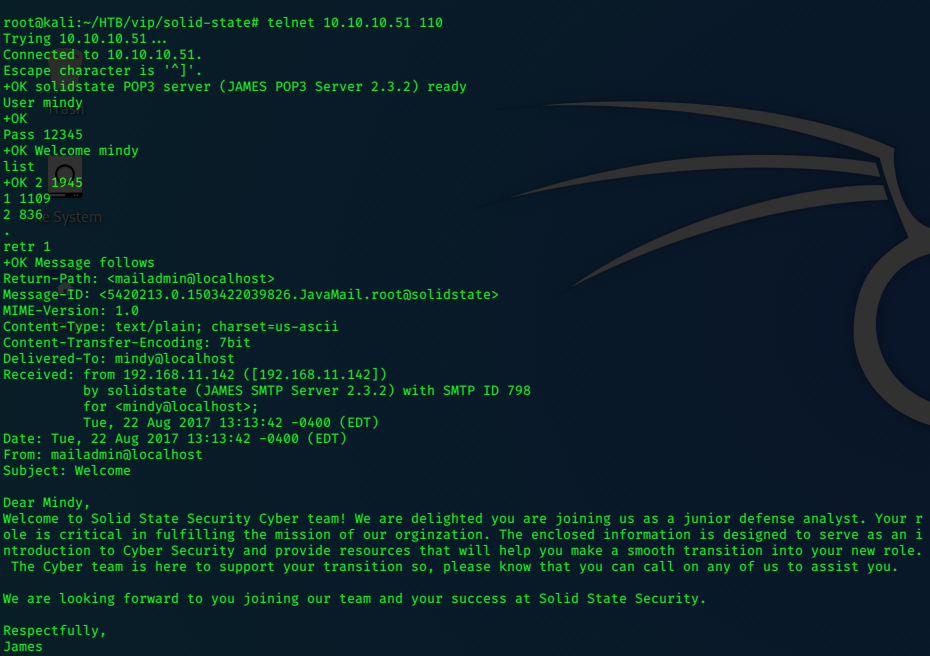 root@kali:~/HTB/vip/solid-state# telnet 10.10.10.51 110
Trying 10.10.10.51...
Connected to 10.10.10.51.
Escape character is '^]'.
+OK solidstate POP3 server (JAMES POP3 Server 2.3.2) ready
User mindy
+OK
Trash
Pass 12345
+OK Welcome mindy
list
+OK 2 1945
1 1109
2 836
File System
.
retr 1
+OK Message follows
Return-Path: <mailadmin@localhost>
Message-ID: <5420213.0.1503422039826.JavaMail.root@solidstate>
MIME-Version: 1.0
Content-Type: text/plain; charset=us-ascii
Content-Transfer-Encoding: 7bit
Delivered-To: mindy@localhost
Received: from 192.168.11.142 ([192.168.11.142])
          by solidstate (JAMES SMTP Server 2.3.2) with SMTP ID 798
          for <mindy@localhost>;
          Tue, 22 Aug 2017 13:13:42 -0400 (EDT)
Date: Tue, 22 Aug 2017 13:13:42 -0400 (EDT)
From: mailadmin@localhost
Subject: Welcome

Dear Mindy,
Welcome to Solid State Security Cyber team! We are delighted you are joining us as a junior defense analyst. Your r
ole is critical in fulfilling the mission of our orginzation. The enclosed information is designed to serve as an i
ntroduction to Cyber Security and provide resources that will help you make a smooth transition into your new role.
 The Cyber team is here to support your transition so, please know that you can call on any of us to assist you.

We are looking forward to you joining our team and your success at Solid State Security.

Respectfully,
James